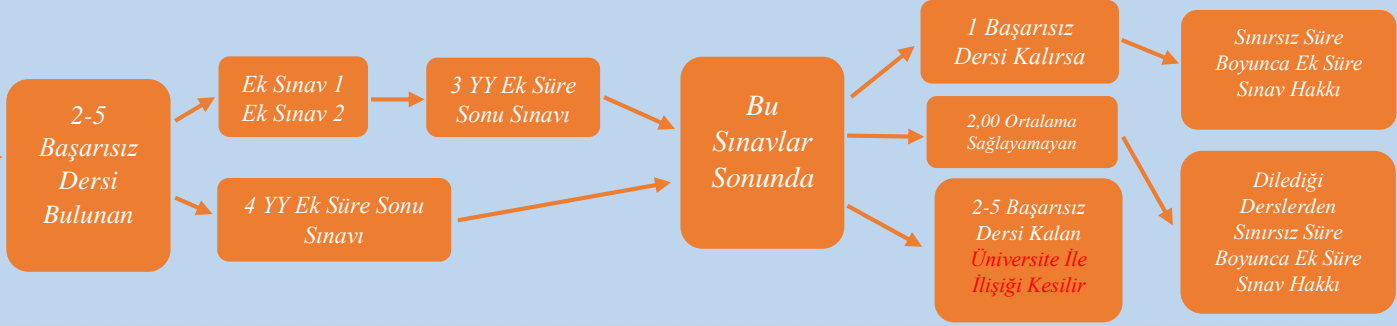 2-5
Başarısız
Dersi
Bulunan
Ek Sınav 1
Ek Sınav 2
3 YY Ek Süre
Sonu Sınavı
4 YY Ek Süre Sonu
Sınavı
Bu
Sınavlar
Sonunda
1 Başarısız
Dersi Kalırsa
2,00 Ortalama
Sağlayamayan
2-5 Başarısız
Dersi Kalan
Üniversite İle
İlişiği Kesilir
Sınırsız Süre
Boyunca Ek Süre
Sınav Hakkı
Dilediği
Derslerden
Sınırsız Süre
Boyunca Ek Süre
Sınav Hakkı